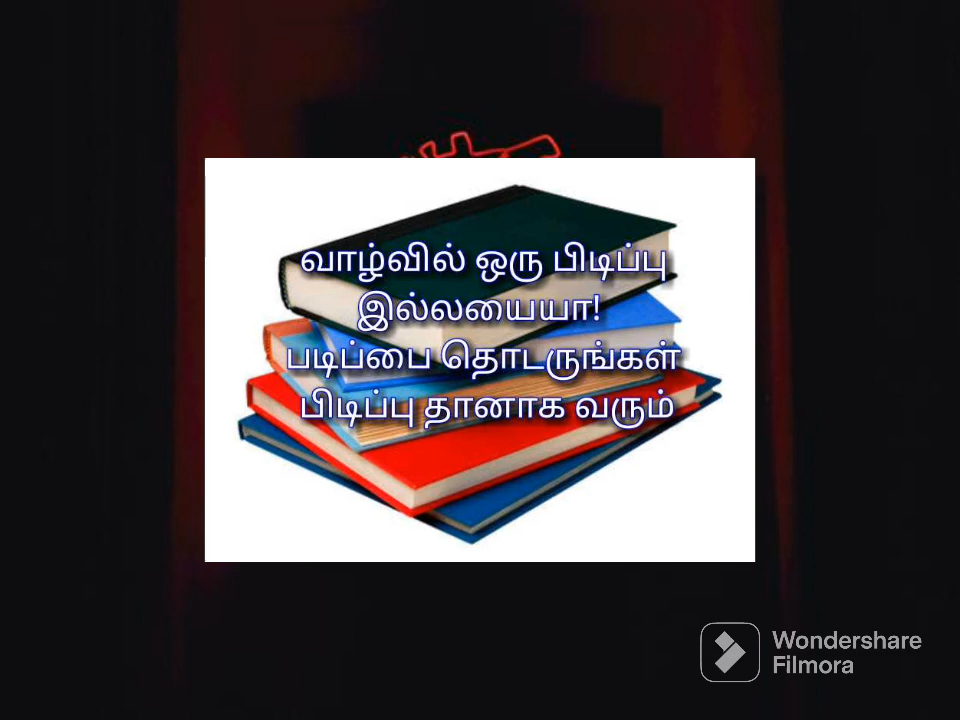 வாழ்வில் ஒரு பிடிப்பு
இல்லயையா!
படிப்பை தொடருங்கள்
பிடிப்பு தானாக வரும்
Wondershare
Filmora